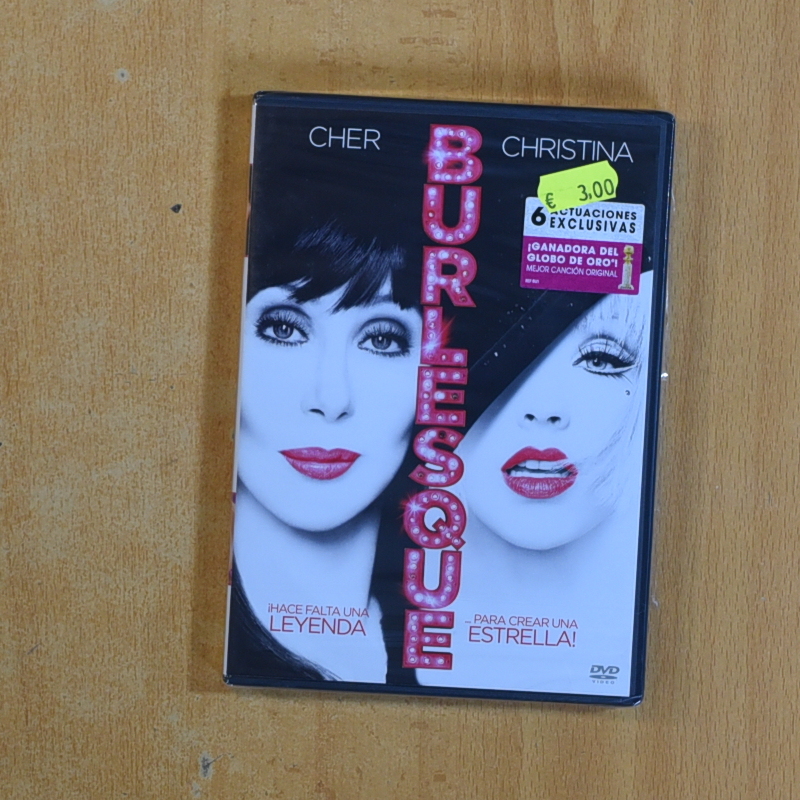 CHER
CHRISTINA
BURLESQUE
€ 3,00
6 ACTUACIONES
EXCLUSIVAS
¡GANADORA DEL
GLOBO DE ORO*!
MEJOR CANCIÓN ORIGINAL
¡HACE FALTA UNA
LEYENDA
... PARA CREAR UNA
ESTRELLA!
DVD
VIDEO